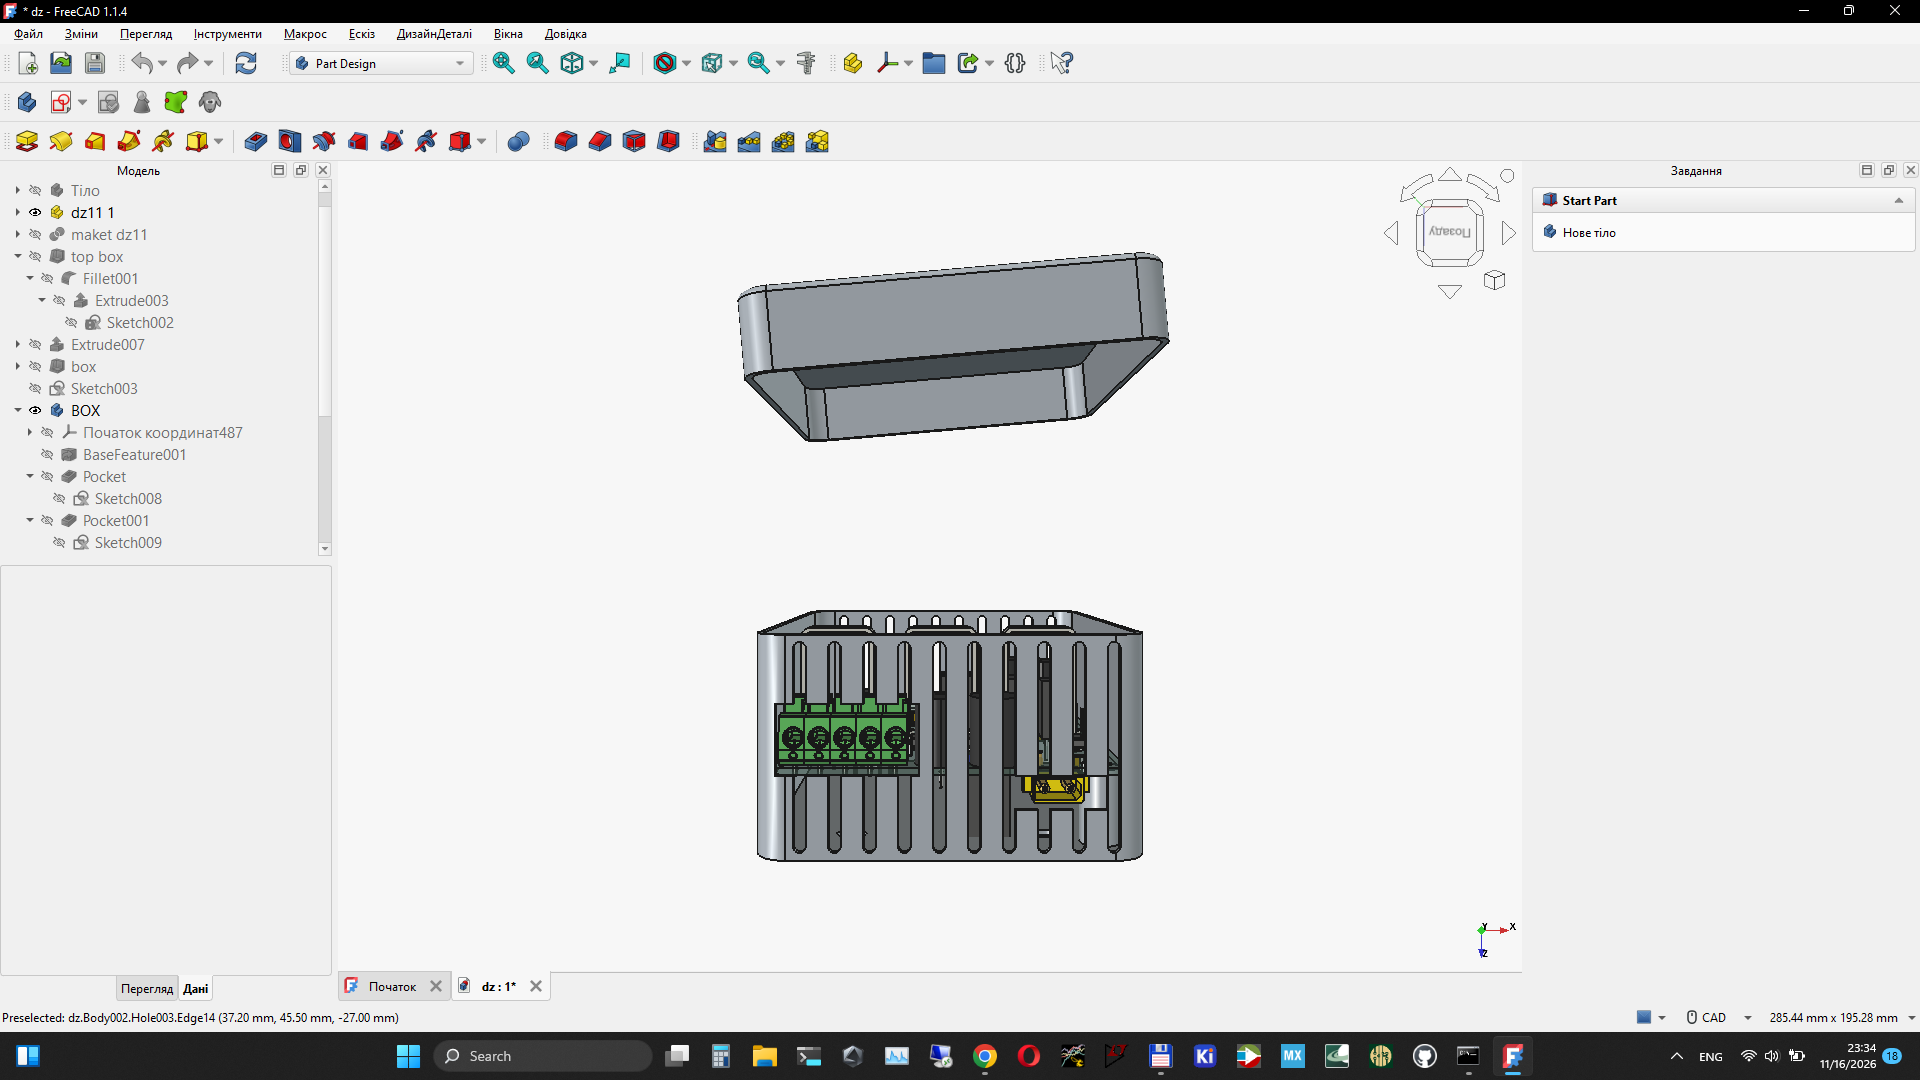 * dz - FreeCAD 1.1.4
Файл Зміни Перегляд Інструменти Макрос Ескіз ДизайнДеталі Вікна Довідка
Part Design
Модель
Тіло
dz11 1
maket dz11
top box
Fillet001
Extrude003
Sketch002
Extrude007
box
Sketch003
BOX
Початок координат487
BaseFeature001
Pocket
Sketch008
Pocket001
Sketch009
Перегляд Дані
Позаду
X
Y
Z
Завдання
Start Part
Нове тіло
Початок
dz : 1*
Preselected: dz.Body002.Hole003.Edge14 (37.20 mm, 45.50 mm, -27.00 mm)
CAD
285.44 mm x 195.28 mm
Search
Ki
MX
ENG
23:34
11/16/2026
18